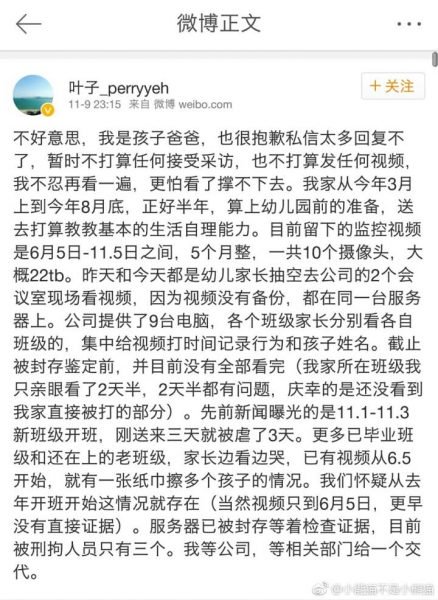 微博正文
叶子_perryyeh
11-9 23:15 来自 微博 weibo.com
+关注
不好意思，我是孩子爸爸，也很抱歉私信太多回复不
了，暂时不打算任何接受采访，也不打算发任何视频，
我不忍再看一遍，更怕看了撑不下去。我家从今年3月
上到今年8月底，正好半年，算上幼儿园前的准备，送
去打算教教基本的生活自理能力。目前留下的监控视频
是6月5日-11.5日之间，5个月整，一共10个摄像头，大
概22tb。昨天和今天都是幼儿家长抽空去公司的2个会
议室现场看视频，因为视频没有备份，都在同一台服务
器上。公司提供了9台电脑，各个班级家长分别看各自
班级的，集中给视频打时间记录行为和孩子姓名。截止
被封存鉴定前，并目前没有全部看完（我家所在班级我
只亲眼看了2天半，2天半都有问题，庆幸的是还没看到
我家直接被打的部分）。先前新闻曝光的是11.1-11.3
新班级开班，刚送来三天就被虐了3天。更多已毕业班
级和还在上的老班级，家长边看边哭，已有视频从6.5
开始，就有一张纸巾擦多个孩子的情况。我们怀疑从去
年开班开始这情况就存在（当然视频只到6月5日，更早
没有直接证据）。服务器已被封存等着检查证据，目前
被刑拘人员只有三个。我等公司，等相关部门给一个交
代。
@小熊猫不是小浣熊